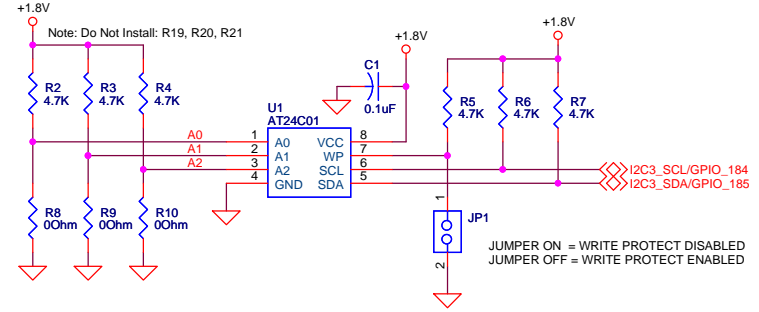 +1.8V
Note: Do Not Install: R19, R20, R21
+1.8V
+1.8V
R2
4.7K
R3
4.7K
R4
4.7K
C1
0.1uF
R5
4.7K
R6
4.7K
R7
4.7K
U1
AT24C01
A0
A1
A2
1
2
3
4
A0
A1
A2
GND
VCC
WP
SCL
SDA
8
7
6
5
I2C3_SCL/GPIO_184
I2C3_SDA/GPIO_185
R8
0Ohm
R9
0Ohm
R10
0Ohm
1
JP1
2
JUMPER ON = WRITE PROTECT DISABLED
JUMPER OFF = WRITE PROTECT ENABLED